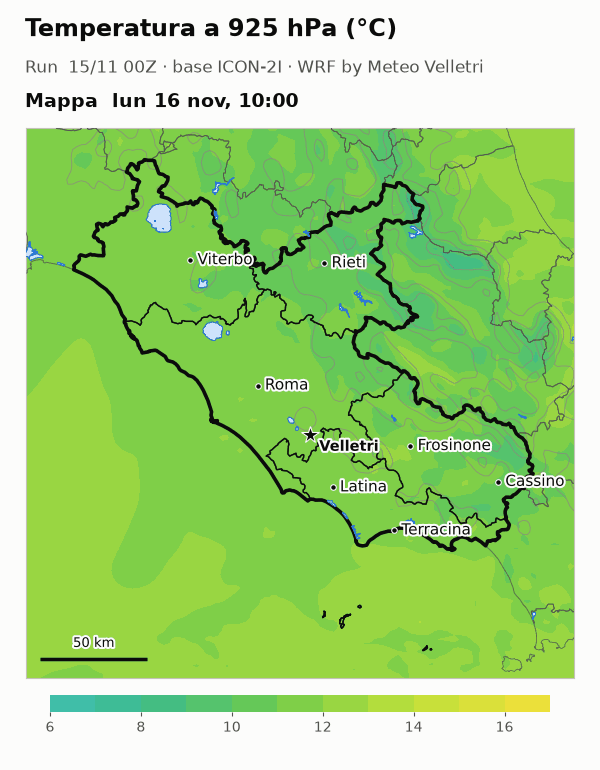 Temperatura a 925 hPa (°C)
Run  15/11 00Z · base ICON-2I · WRF by Meteo Velletri
Mappa  lun 16 nov, 10:00
Viterbo
Rieti
Roma
Velletri
Frosinone
Latina
Cassino
Terracina
50 km
6 8 10 12 14 16